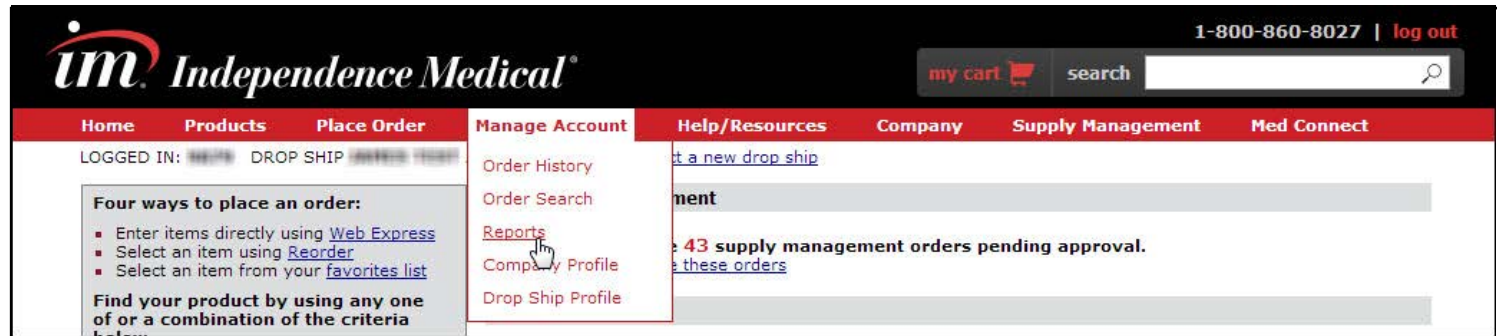 1-800-860-8027 | log out
im. Independence Medical®
my cart search
Home Products Place Order Manage Account Help/Resources Company Supply Management Med Connect
LOGGED IN: DROP SHIP t a new drop ship
Order History
Order Search
Reports
Company Profile
Drop Ship Profile
Four ways to place an order:
Enter items directly using Web Express
Select an item using Reorder
Select an item from your favorites list
Find your product by using any one
of or a combination of the criteria
ment
43 supply management orders pending approval.
these orders